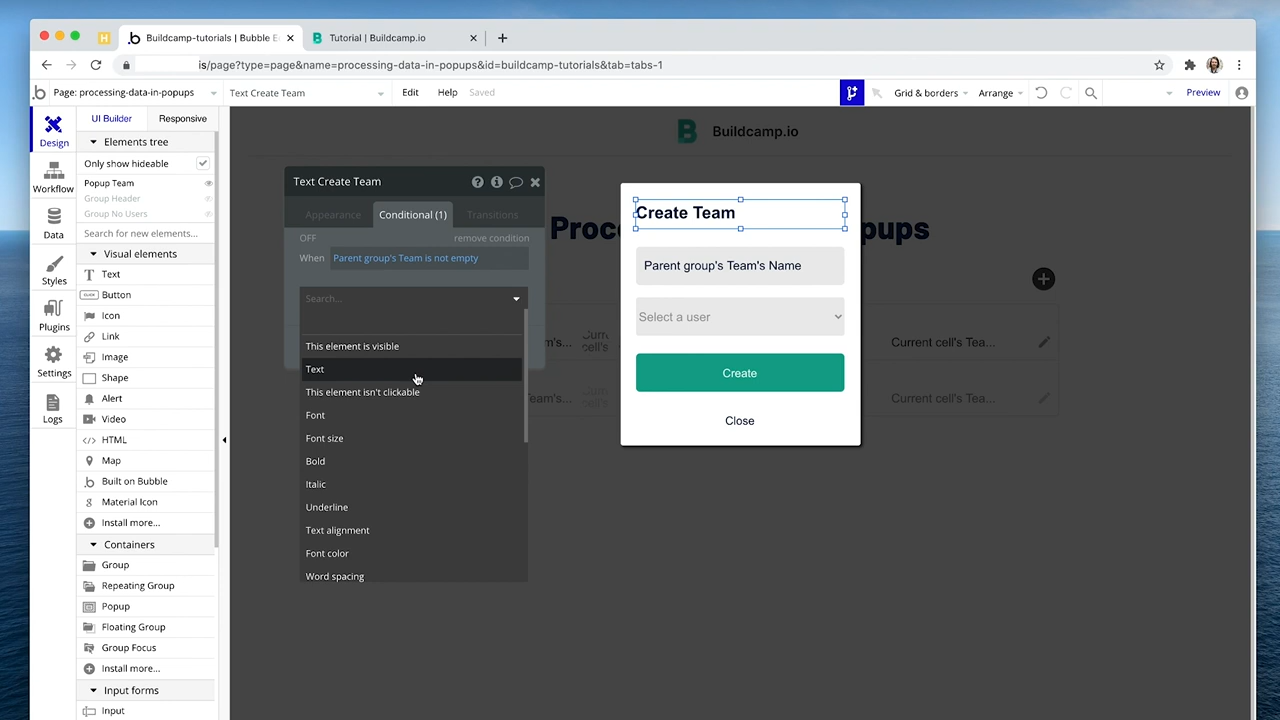 Buildcamp-tutorials | Bubble E
Tutorial | Buildcamp.io
is/page?type=page&name=processing-data-in-popups&id=buildcamp-tutorials&tab=tabs-1
Page: processing-data-in-popups
Text Create Team
Edit
Help
Saved
Grid & borders
Arrange
Preview
Design
Workflow
Data
Styles
Plugins
Settings
Logs
UI Builder
Responsive
Elements tree
Only show hideable
Popup Team
Group Header
Group No Users
Search for new elements...
Visual elements
Text
Button
Icon
Link
Image
Shape
Alert
Video
HTML
Map
Built on Bubble
Material Icon
Install more...
Containers
Group
Repeating Group
Popup
Floating Group
Group Focus
Install more...
Input forms
Input
Buildcamp.io
Text Create Team
Appearance
Conditional (1)
Transitions
OFF
remove condition
When
Parent group's Team is not empty
Search...
This element is visible
Text
This element isn't clickable
Font
Font size
Bold
Italic
Underline
Text alignment
Font color
Word spacing
Create Team
Parent group's Team's Name
Select a user
Create
Close
Current cell's Tea...
Current cell's Tea...